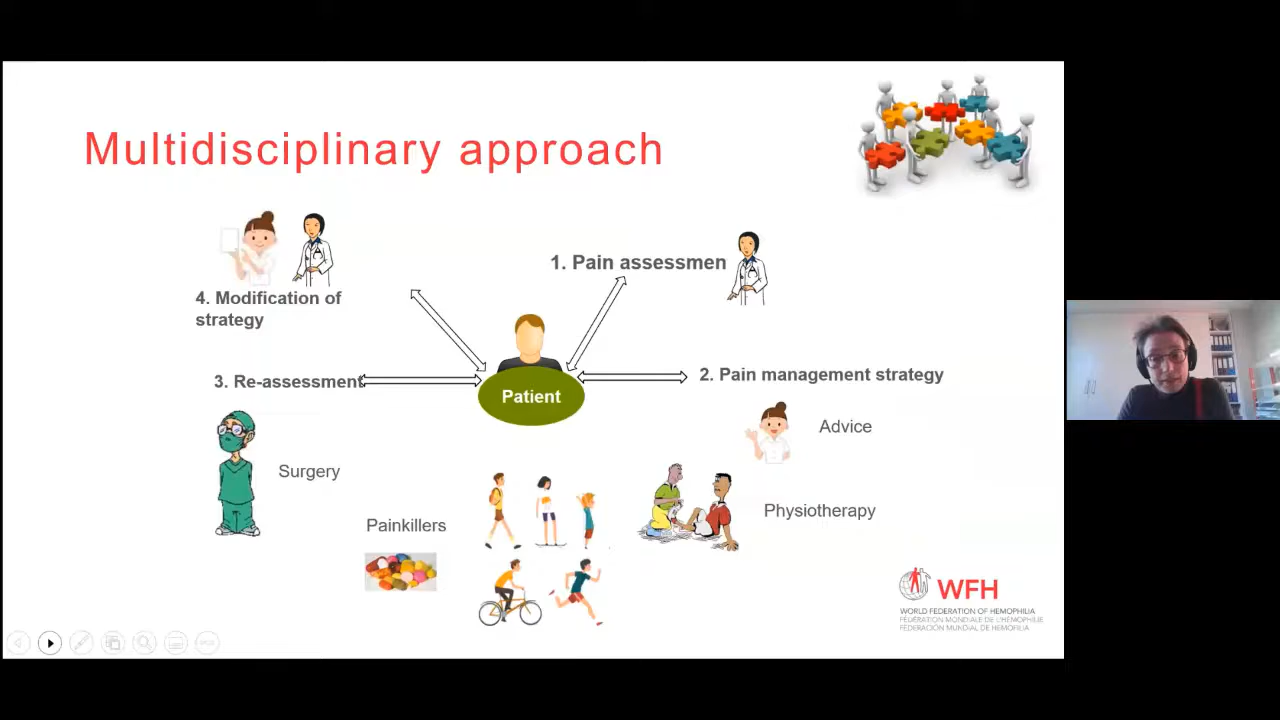 Multidisciplinary approach
1. Pain assessmen
4. Modification of
strategy
3. Re-assessment
2. Pain management strategy
Patient
Advice
Surgery
Physiotherapy
Painkillers
WFH
WORLD FEDERATION OF HEMOPHILIA
FÉDÉRATION MONDIALE DE L'HÉMOPHILIE
FEDERACIÓN MUNDIAL DE HEMOFILIA